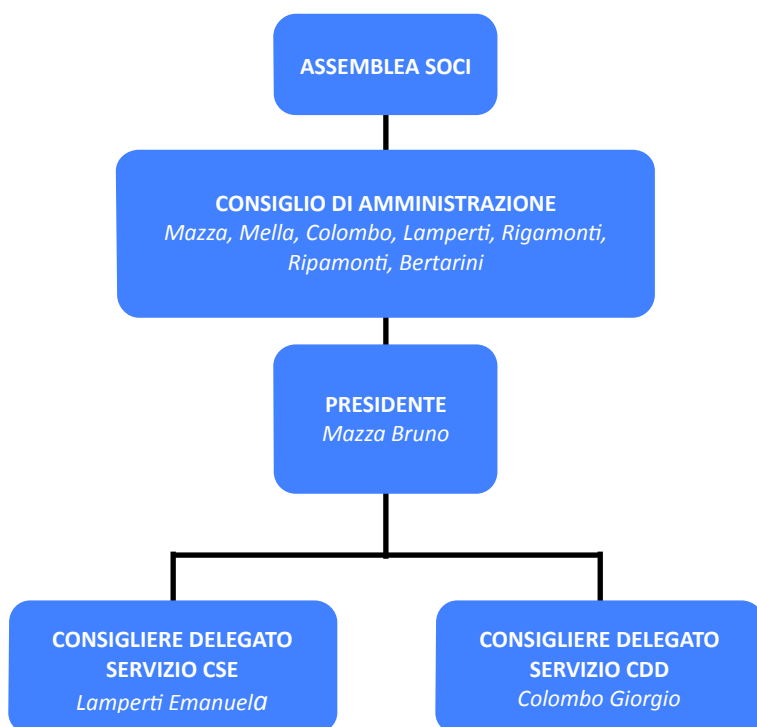 ASSEMBLEA SOCI
CONSIGLIO DI AMMINISTRAZIONE
Mazza, Mella, Colombo, Lamperti, Rigamonti,
Ripamonti, Bertarini
PRESIDENTE
Mazza Bruno
CONSIGLIERE DELEGATO
SERVIZIO CSE
Lamperti Emanuela
CONSIGLIERE DELEGATO
SERVIZIO CDD
Colombo Giorgio